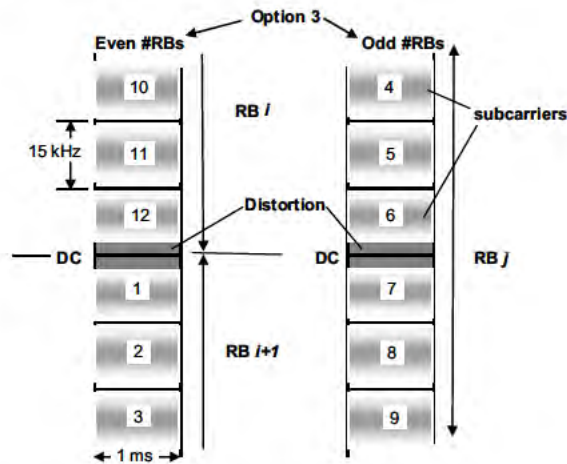 Option 3
Even #RBs
Odd #RBs
10
RB i
4
subcarriers
15 kHz
11
5
12
Distortion
6
DC
DC
RB j
1
7
2
RB i+1
8
3
9
1 ms